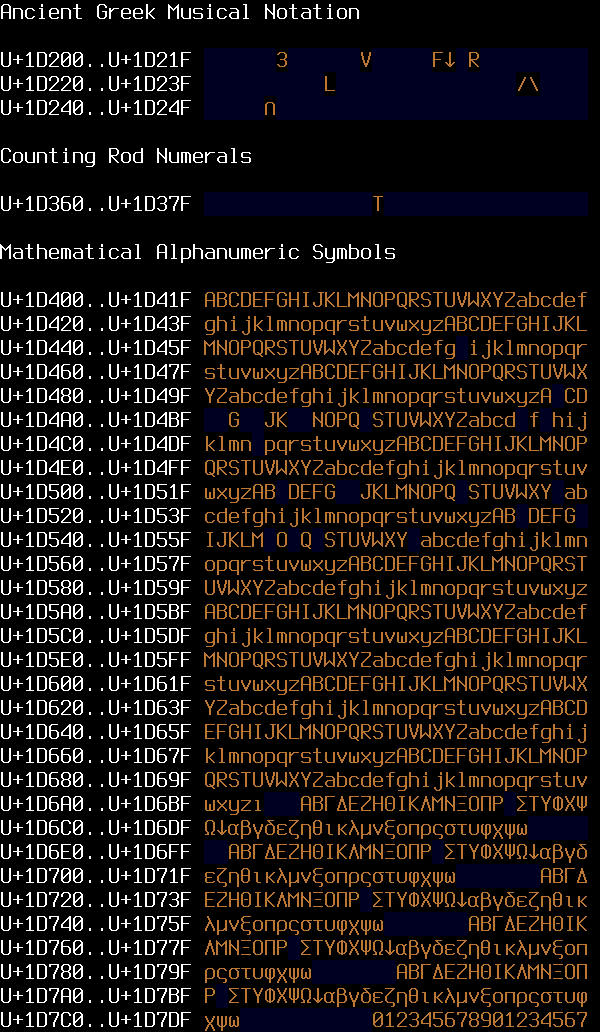 Ancient Greek Musical Notation
U+1D200..U+1D21F       3      V     F↓ R
U+1D220..U+1D23F           L               /\
U+1D240..U+1D24F      ∩
Counting Rod Numerals
U+1D360..U+1D37F               T
Mathematical Alphanumeric Symbols
U+1D400..U+1D41F ABCDEFGHIJKLMNOPQRSTUVWXYZabcdef
U+1D420..U+1D43F ghijklmnopqrstuvwxyzABCDEFGHIJKL
U+1D440..U+1D45F MNOPQRSTUVWXYZabcdefg ijklmnopqr
U+1D460..U+1D47F stuvwxyzABCDEFGHIJKLMNOPQRSTUVWX
U+1D480..U+1D49F YZabcdefghijklmnopqrstuvwxyzA CD
U+1D4A0..U+1D4BF   G  JK  NOPQ STUVWXYZabcd f hij
U+1D4C0..U+1D4DF klmn pqrstuvwxyzABCDEFGHIJKLMNOP
U+1D4E0..U+1D4FF QRSTUVWXYZabcdefghijklmnopqrstuv
U+1D500..U+1D51F wxyzAB DEFG  JKLMNOPQ STUVWXY ab
U+1D520..U+1D53F cdefghijklmnopqrstuvwxyzAB DEFG
U+1D540..U+1D55F IJKLM O Q STUVWXY abcdefghijklmn
U+1D560..U+1D57F opqrstuvwxyzABCDEFGHIJKLMNOPQRST
U+1D580..U+1D59F UVWXYZabcdefghijklmnopqrstuvwxyz
U+1D5A0..U+1D5BF ABCDEFGHIJKLMNOPQRSTUVWXYZabcdef
U+1D5C0..U+1D5DF ghijklmnopqrstuvwxyzABCDEFGHIJKL
U+1D5E0..U+1D5FF MNOPQRSTUVWXYZabcdefghijklmnopqr
U+1D600..U+1D61F stuvwxyzABCDEFGHIJKLMNOPQRSTUVWX
U+1D620..U+1D63F YZabcdefghijklmnopqrstuvwxyzABCD
U+1D640..U+1D65F EFGHIJKLMNOPQRSTUVWXYZabcdefghij
U+1D660..U+1D67F klmnopqrstuvwxyzABCDEFGHIJKLMNOP
U+1D680..U+1D69F QRSTUVWXYZabcdefghijklmnopqrstuv
U+1D6A0..U+1D6BF wxyzı   ΑΒΓΔΕΖΗΘΙΚΛΜΝΞΟΠΡ ΣΤΥΦΧΨ
U+1D6C0..U+1D6DF Ω↓αβγδεζηθικλμνξοπρςστυφχψω
U+1D6E0..U+1D6FF   ΑΒΓΔΕΖΗΘΙΚΛΜΝΞΟΠΡ ΣΤΥΦΧΨΩ↓αβγδ
U+1D700..U+1D71F εζηθικλμνξοπρςστυφχψω       ΑΒΓΔ
U+1D720..U+1D73F ΕΖΗΘΙΚΛΜΝΞΟΠΡ ΣΤΥΦΧΨΩ↓αβγδεζηθικ
U+1D740..U+1D75F λμνξοπρςστυφχψω       ΑΒΓΔΕΖΗΘΙΚ
U+1D760..U+1D77F ΛΜΝΞΟΠΡ ΣΤΥΦΧΨΩ↓αβγδεζηθικλμνξοπ
U+1D780..U+1D79F ρςστυφχψω       ΑΒΓΔΕΖΗΘΙΚΛΜΝΞΟΠ
U+1D7A0..U+1D7BF Ρ ΣΤΥΦΧΨΩ↓αβγδεζηθικλμνξοπρςστυφ
U+1D7C0..U+1D7DF χψω           012345678901234567